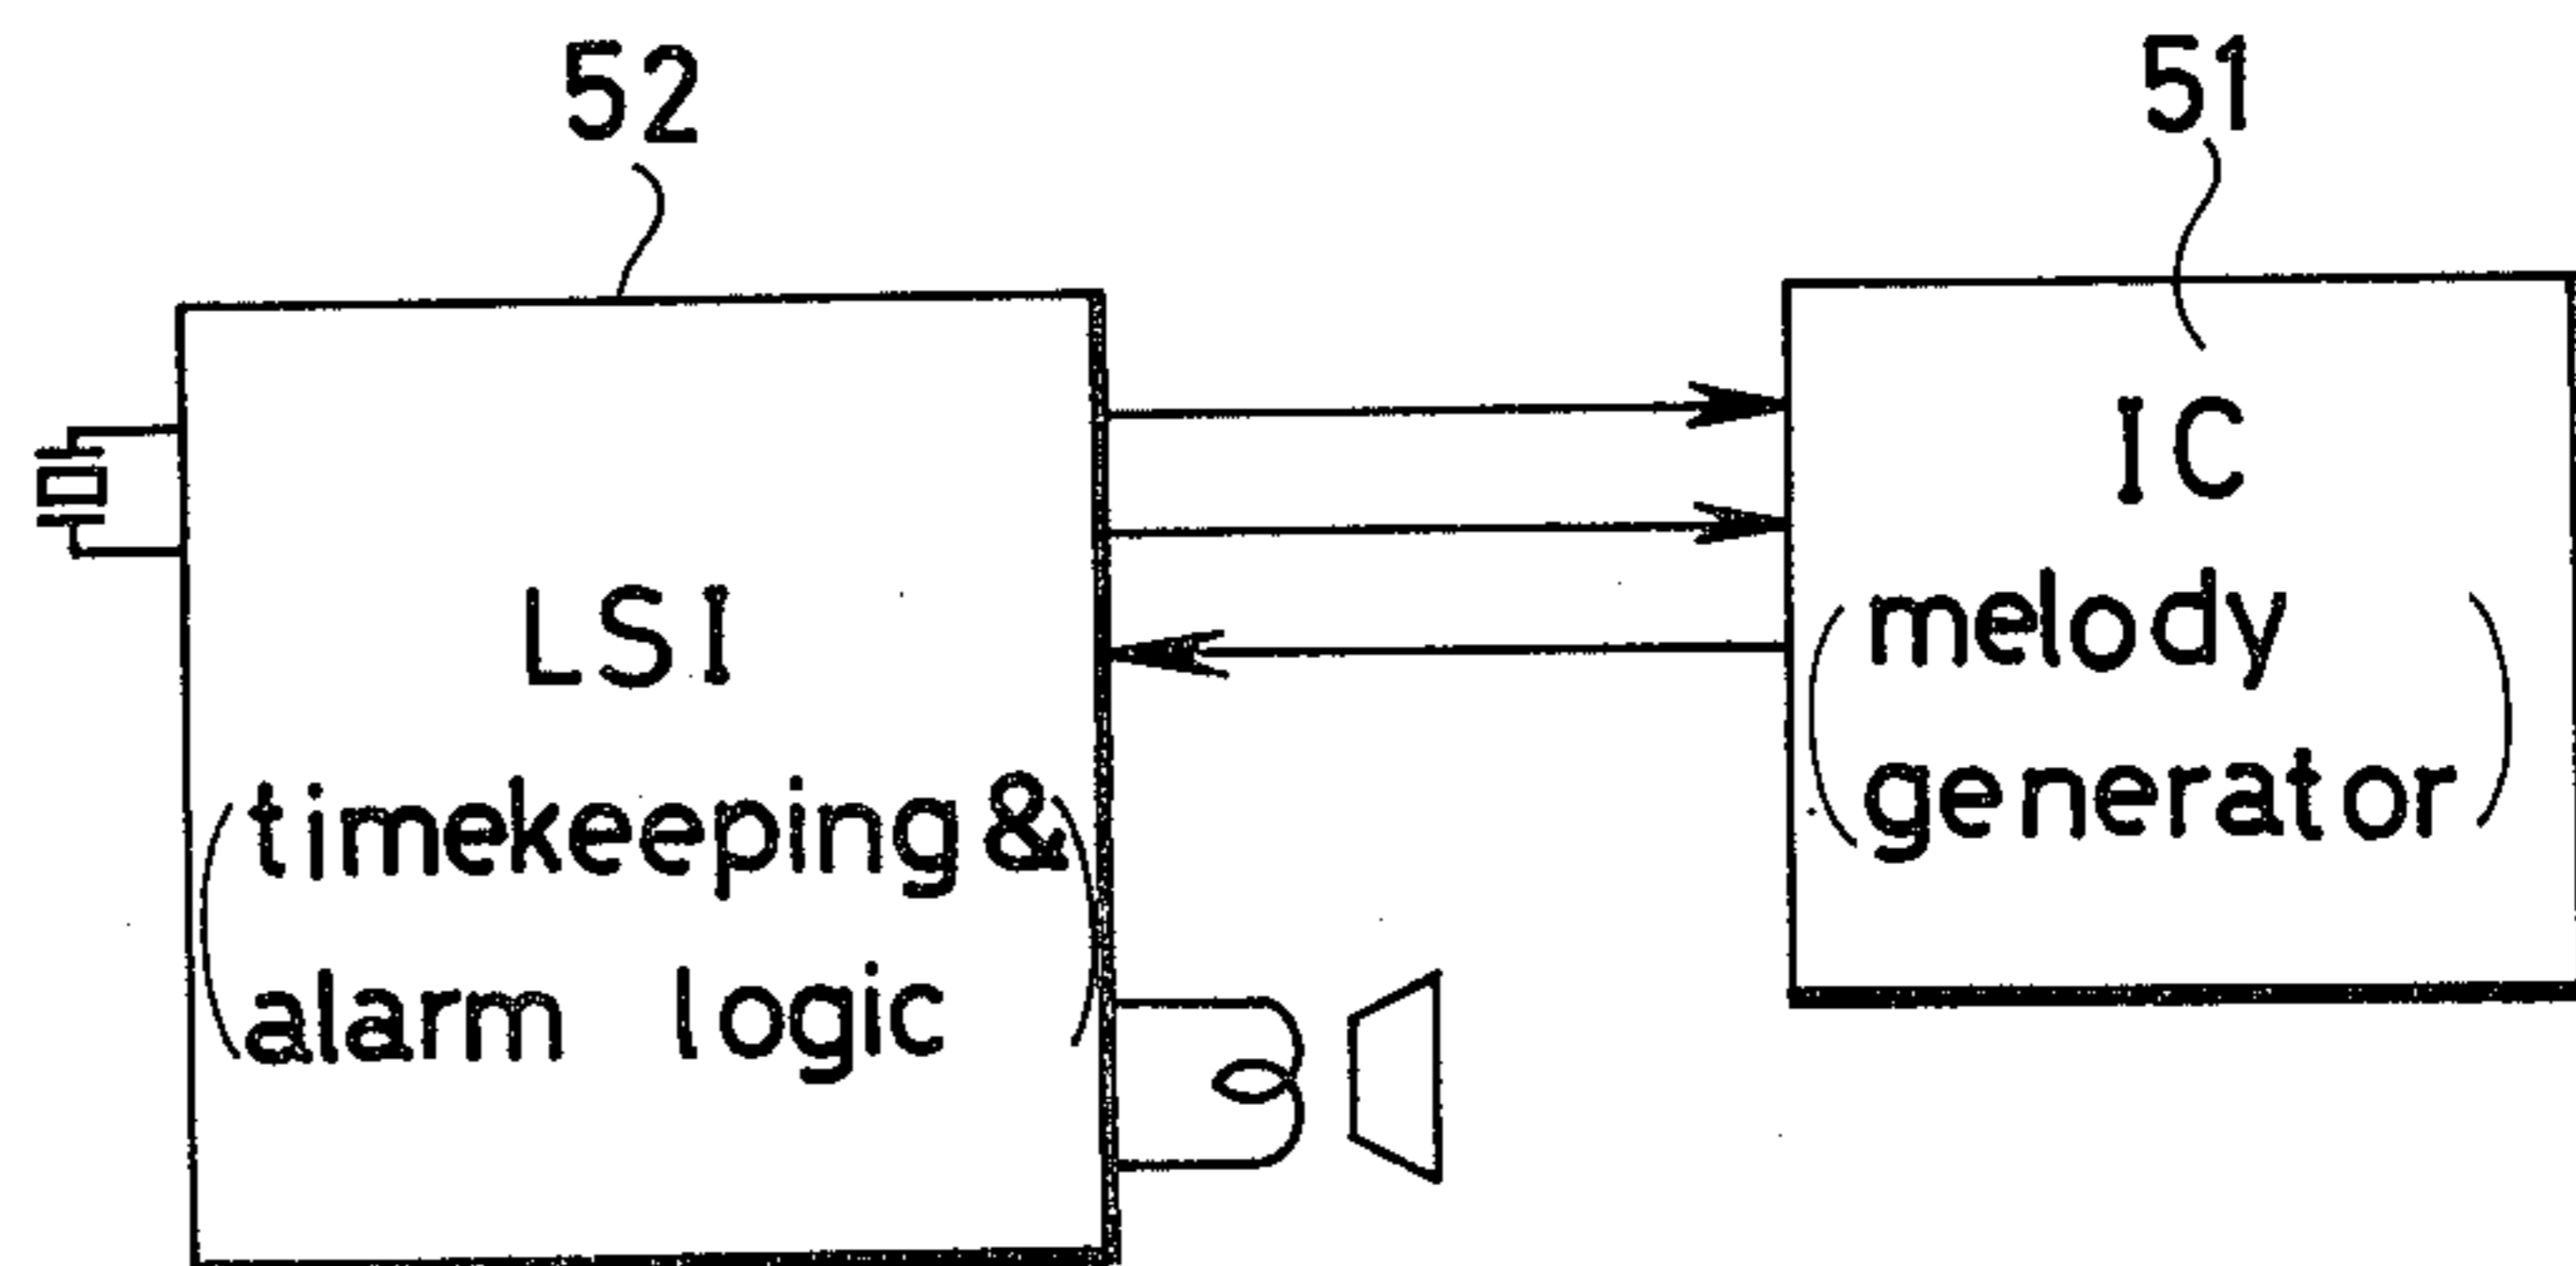 52
51
LSI
(timekeeping &
alarm logic)
IC
(melody
generator)